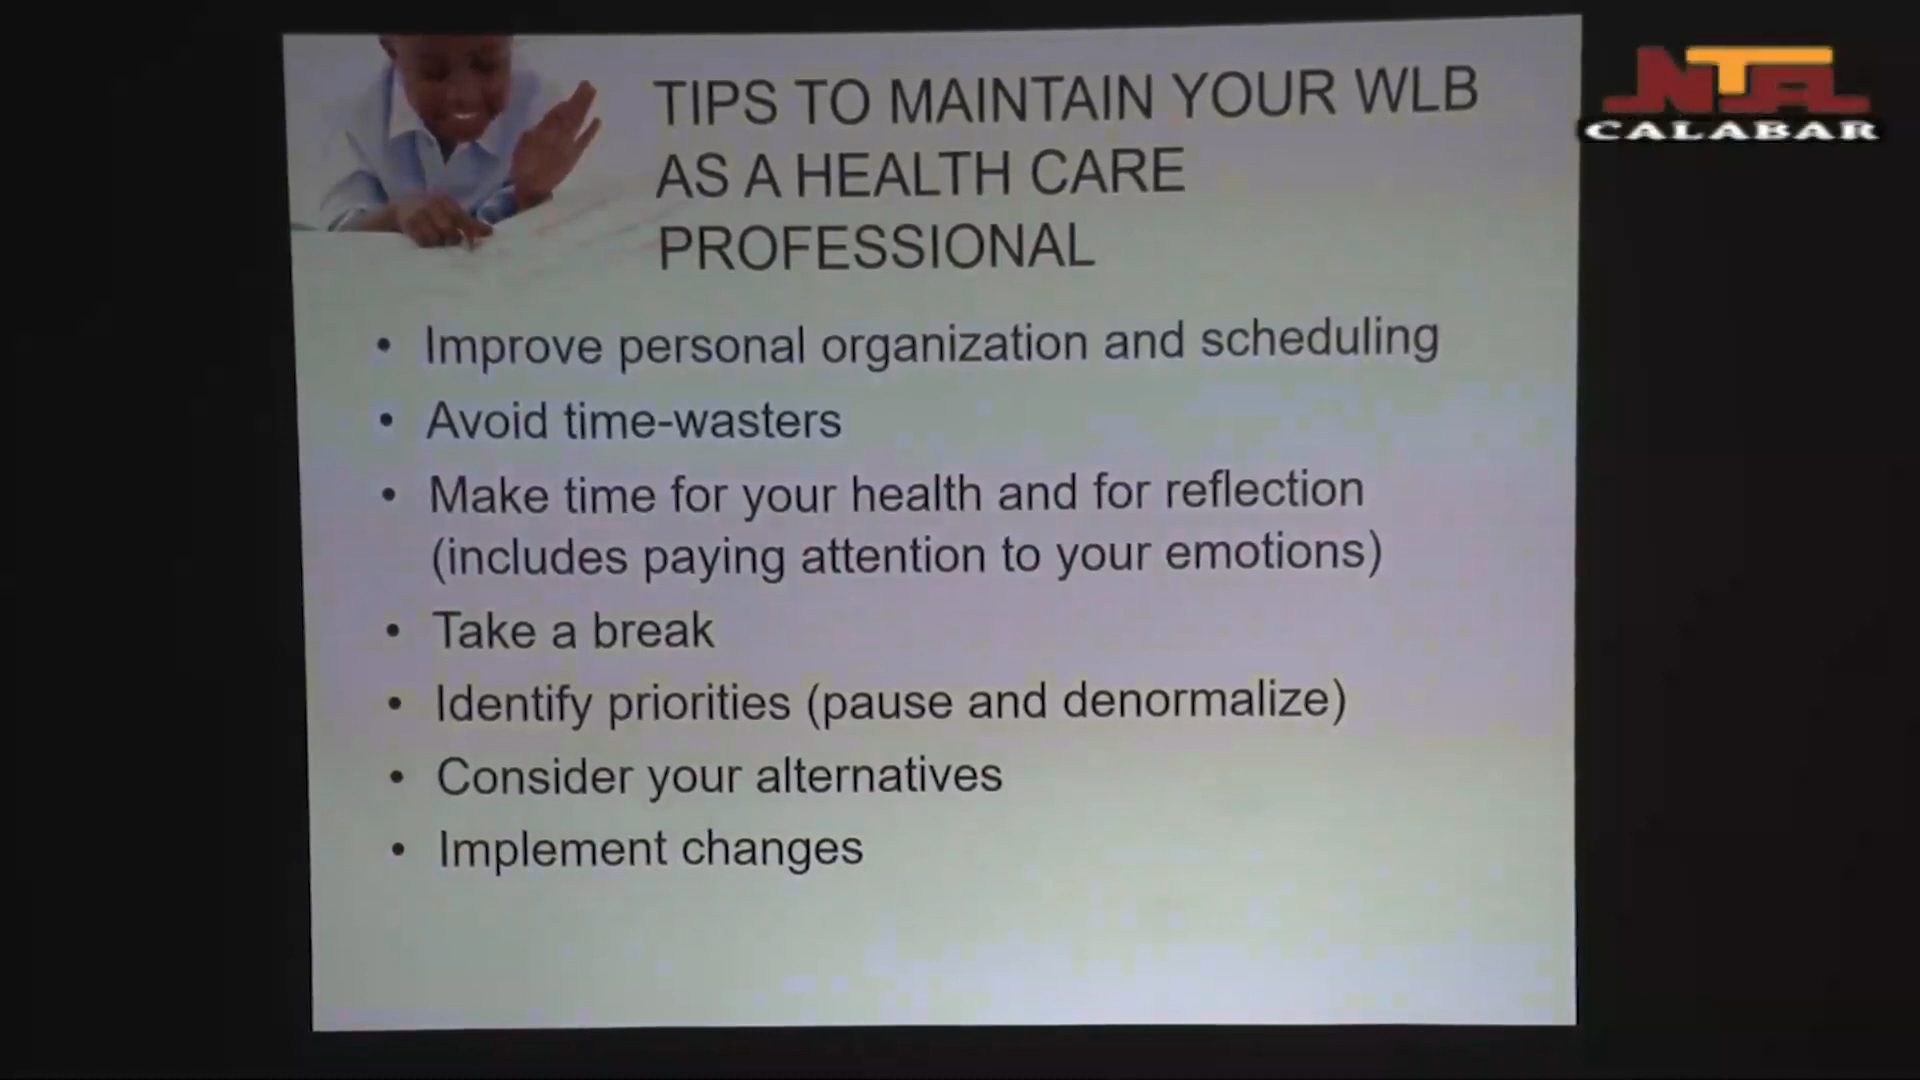 TIPS TO MAINTAIN YOUR WLB
AS A HEALTH CARE
PROFESSIONAL
• Improve personal organization and scheduling
• Avoid time-wasters
• Make time for your health and for reflection
(includes paying attention to your emotions)
• Take a break
• Identify priorities (pause and denormalize)
• Consider your alternatives
• Implement changes
NTA
CALABAR